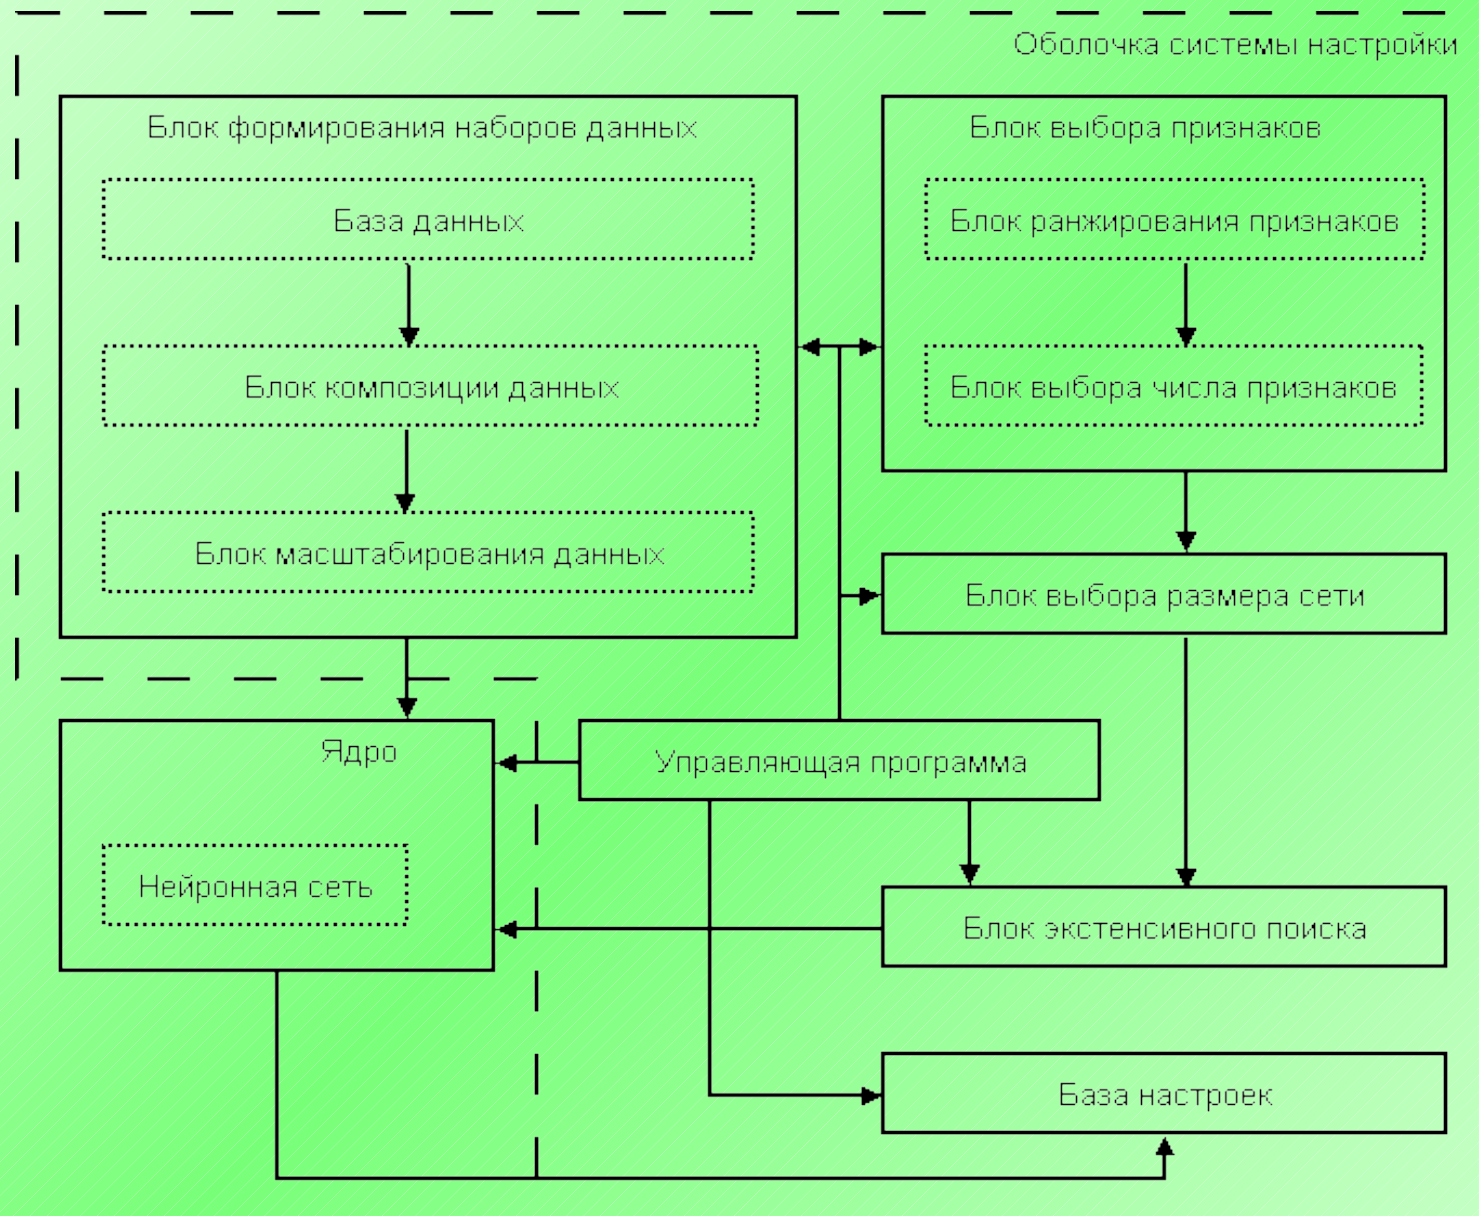 Оболочка системы настройки
Блок формирования наборов данных
База данных
Блок композиции данных
Блок масштабирования данных
Блок выбора признаков
Блок ранжирования признаков
Блок выбора числа признаков
Блок выбора размера сети
Ядро
Нейронная сеть
Управляющая программа
Блок экстенсивного поиска
База настроек